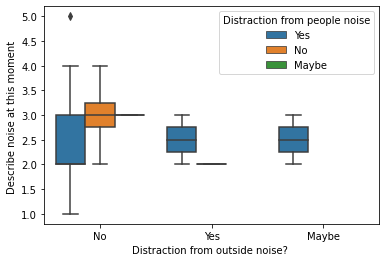 Distraction from people noise
Yes
No
Maybe
5.0
4.5
4.0
3.5
3.0
2.5
2.0
1.5
1.0
Describe noise at this moment
No
Yes
Maybe
Distraction from outside noise?